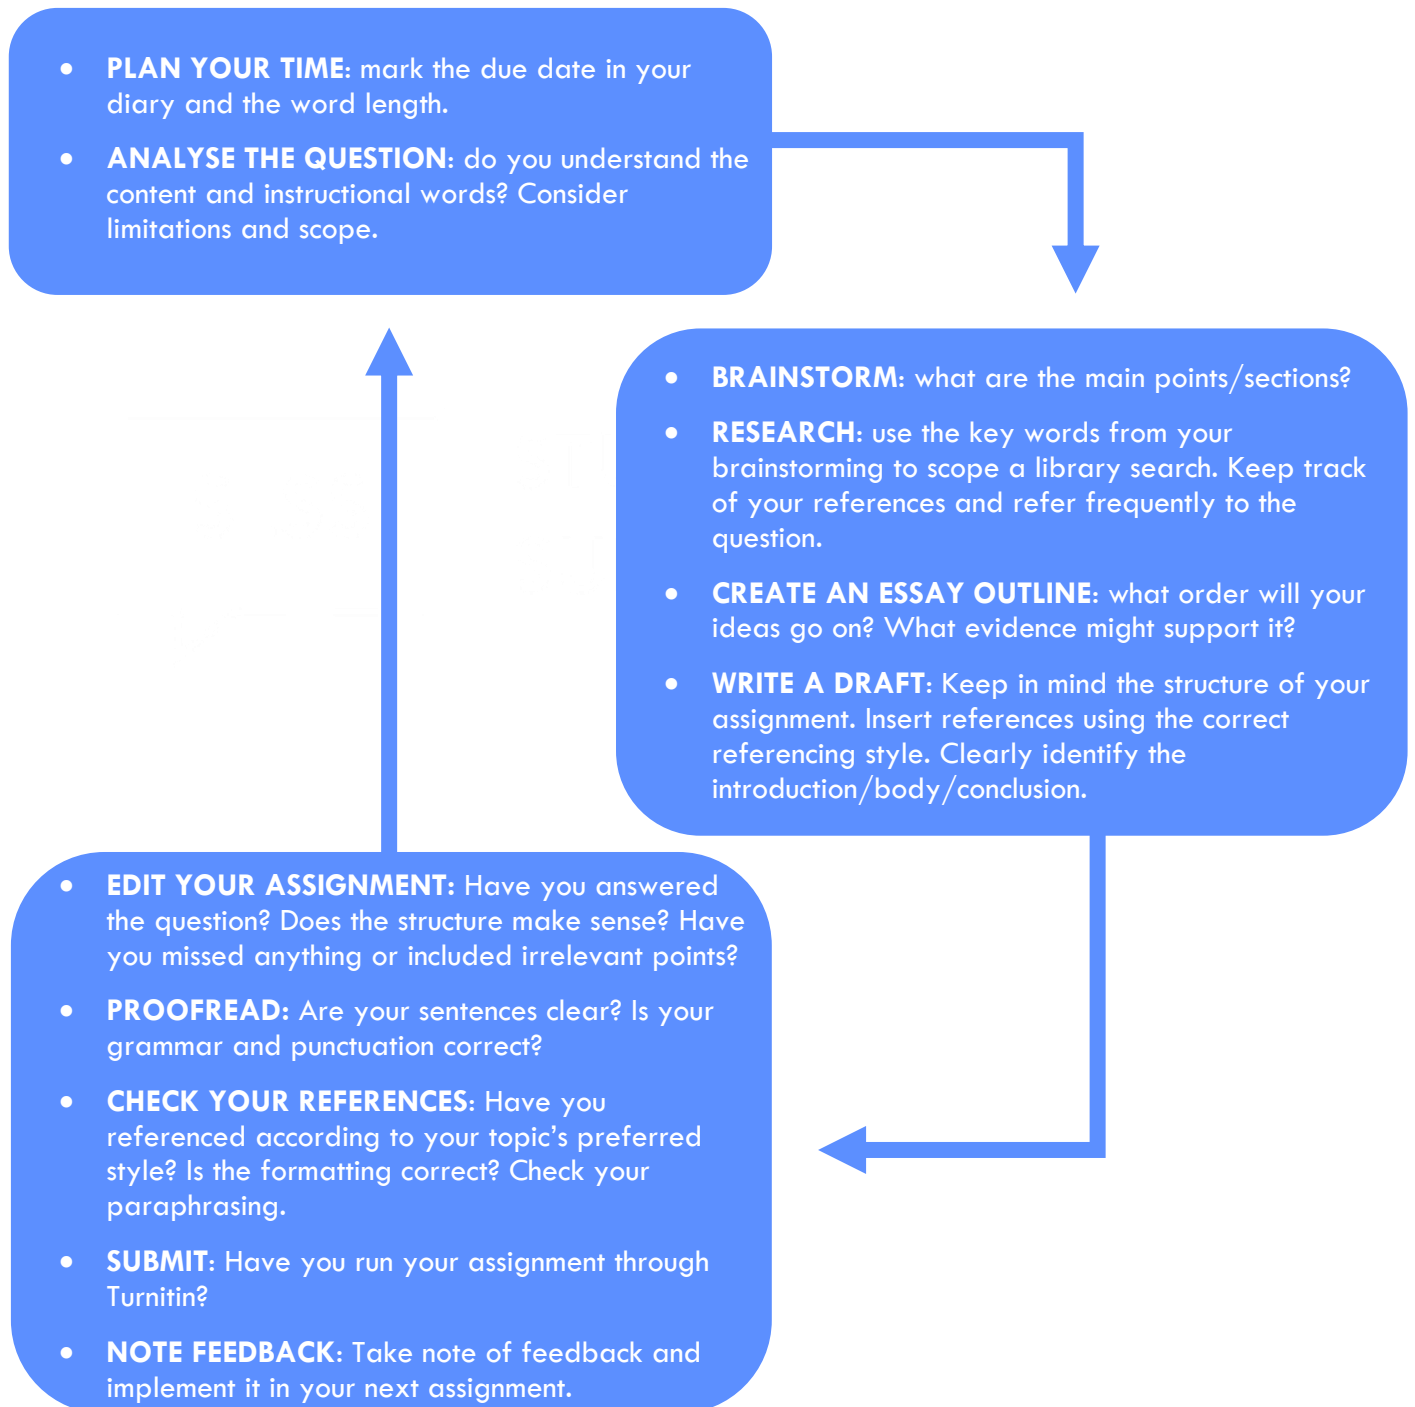 • PLAN YOUR TIME: mark the due date in your
diary and the word length.
• ANALYSE THE QUESTION: do you understand the
content and instructional words? Consider
limitations and scope.
• BRAINSTORM: what are the main points/sections?
• RESEARCH: use the key words from your
brainstorming to scope a library search. Keep track
of your references and refer frequently to the
question.
• CREATE AN ESSAY OUTLINE: what order will your
ideas go on? What evidence might support it?
• WRITE A DRAFT: Keep in mind the structure of your
assignment. Insert references using the correct
referencing style. Clearly identify the
introduction/body/conclusion.
• EDIT YOUR ASSIGNMENT: Have you answered
the question? Does the structure make sense? Have
you missed anything or included irrelevant points?
• PROOFREAD: Are your sentences clear? Is your
grammar and punctuation correct?
• CHECK YOUR REFERENCES: Have you
referenced according to your topic’s preferred
style? Is the formatting correct? Check your
paraphrasing.
• SUBMIT: Have you run your assignment through
Turnitin?
• NOTE FEEDBACK: Take note of feedback and
implement it in your next assignment.